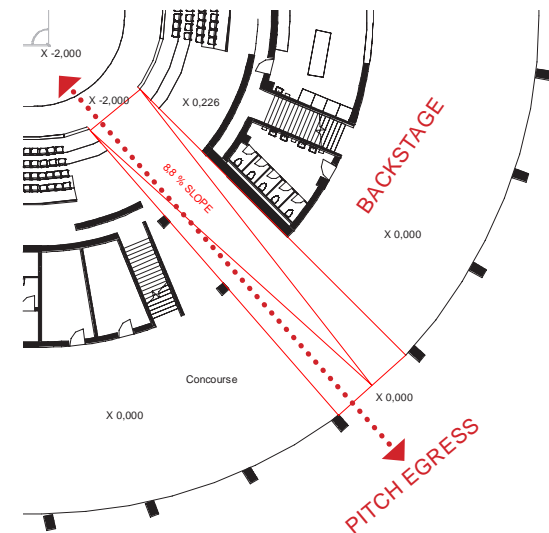 X -2,000
X -2,000
X 0,226
8.8 % SLOPE
BACKSTAGE
X 0,000
Concourse
X 0,000
X 0,000
PITCH EGRESS